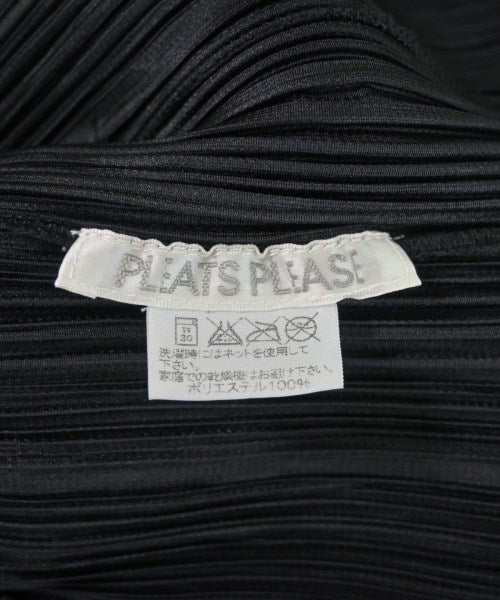 PLEATS PLEASE
30
洗濯時にはネットを使用して
下さい。
家庭での乾燥機はお避け下さい。
ポリエステル100%